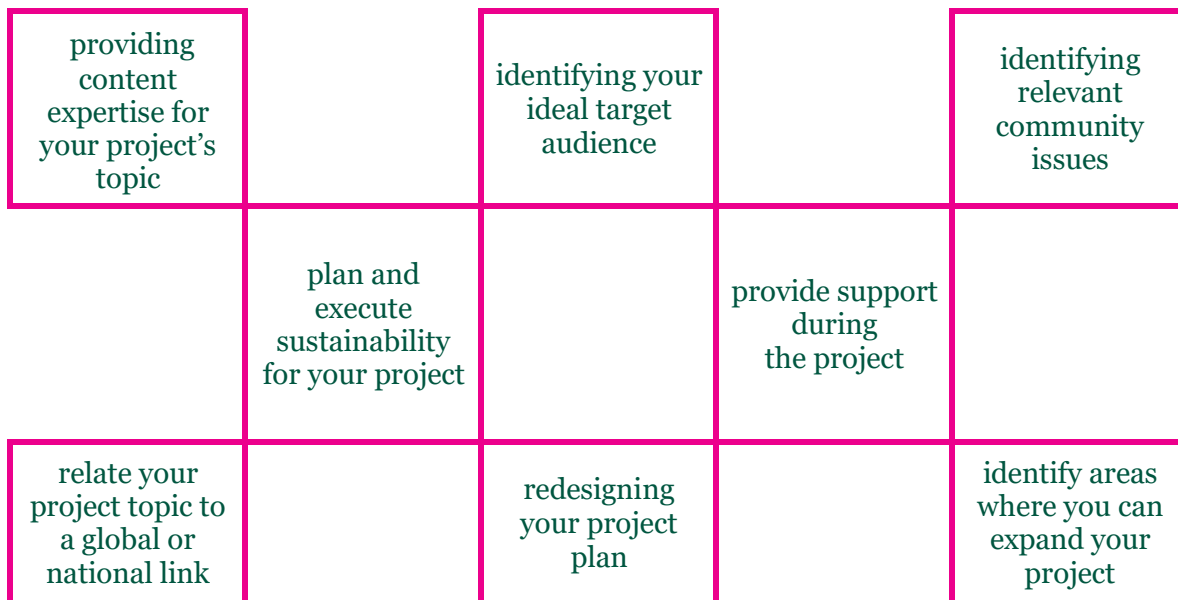 providing
content
expertise for
your project’s
topic
identifying your
ideal target
audience
identifying
relevant
community
issues
plan and
execute
sustainability
for your project
provide support
during
the project
relate your
project topic to
a global or
national link
redesigning
your project
plan
identify areas
where you can
expand your
project